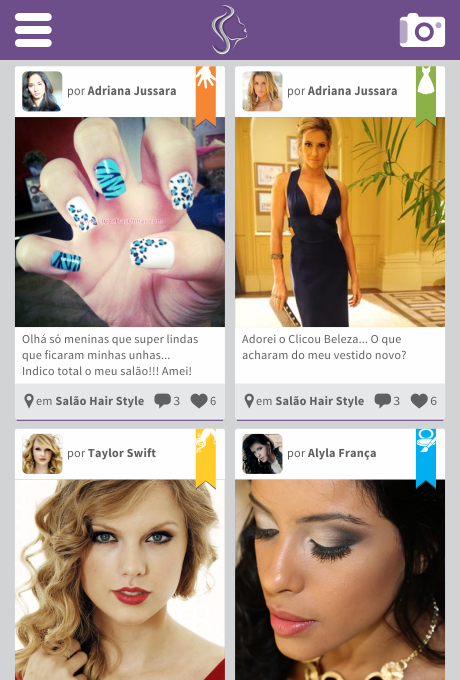 por Adriana Jussara
por Adriana Jussara
Olhá só meninas que super lindas
que ficaram minhas unhas...
Indico total o meu salão!!! Amei!
Adorei o Clicou Beleza... O que
acharam do meu vestido novo?
em Salão Hair Style 3 6
em Salão Hair Style 3 6
por Taylor Swift
por Alyla França